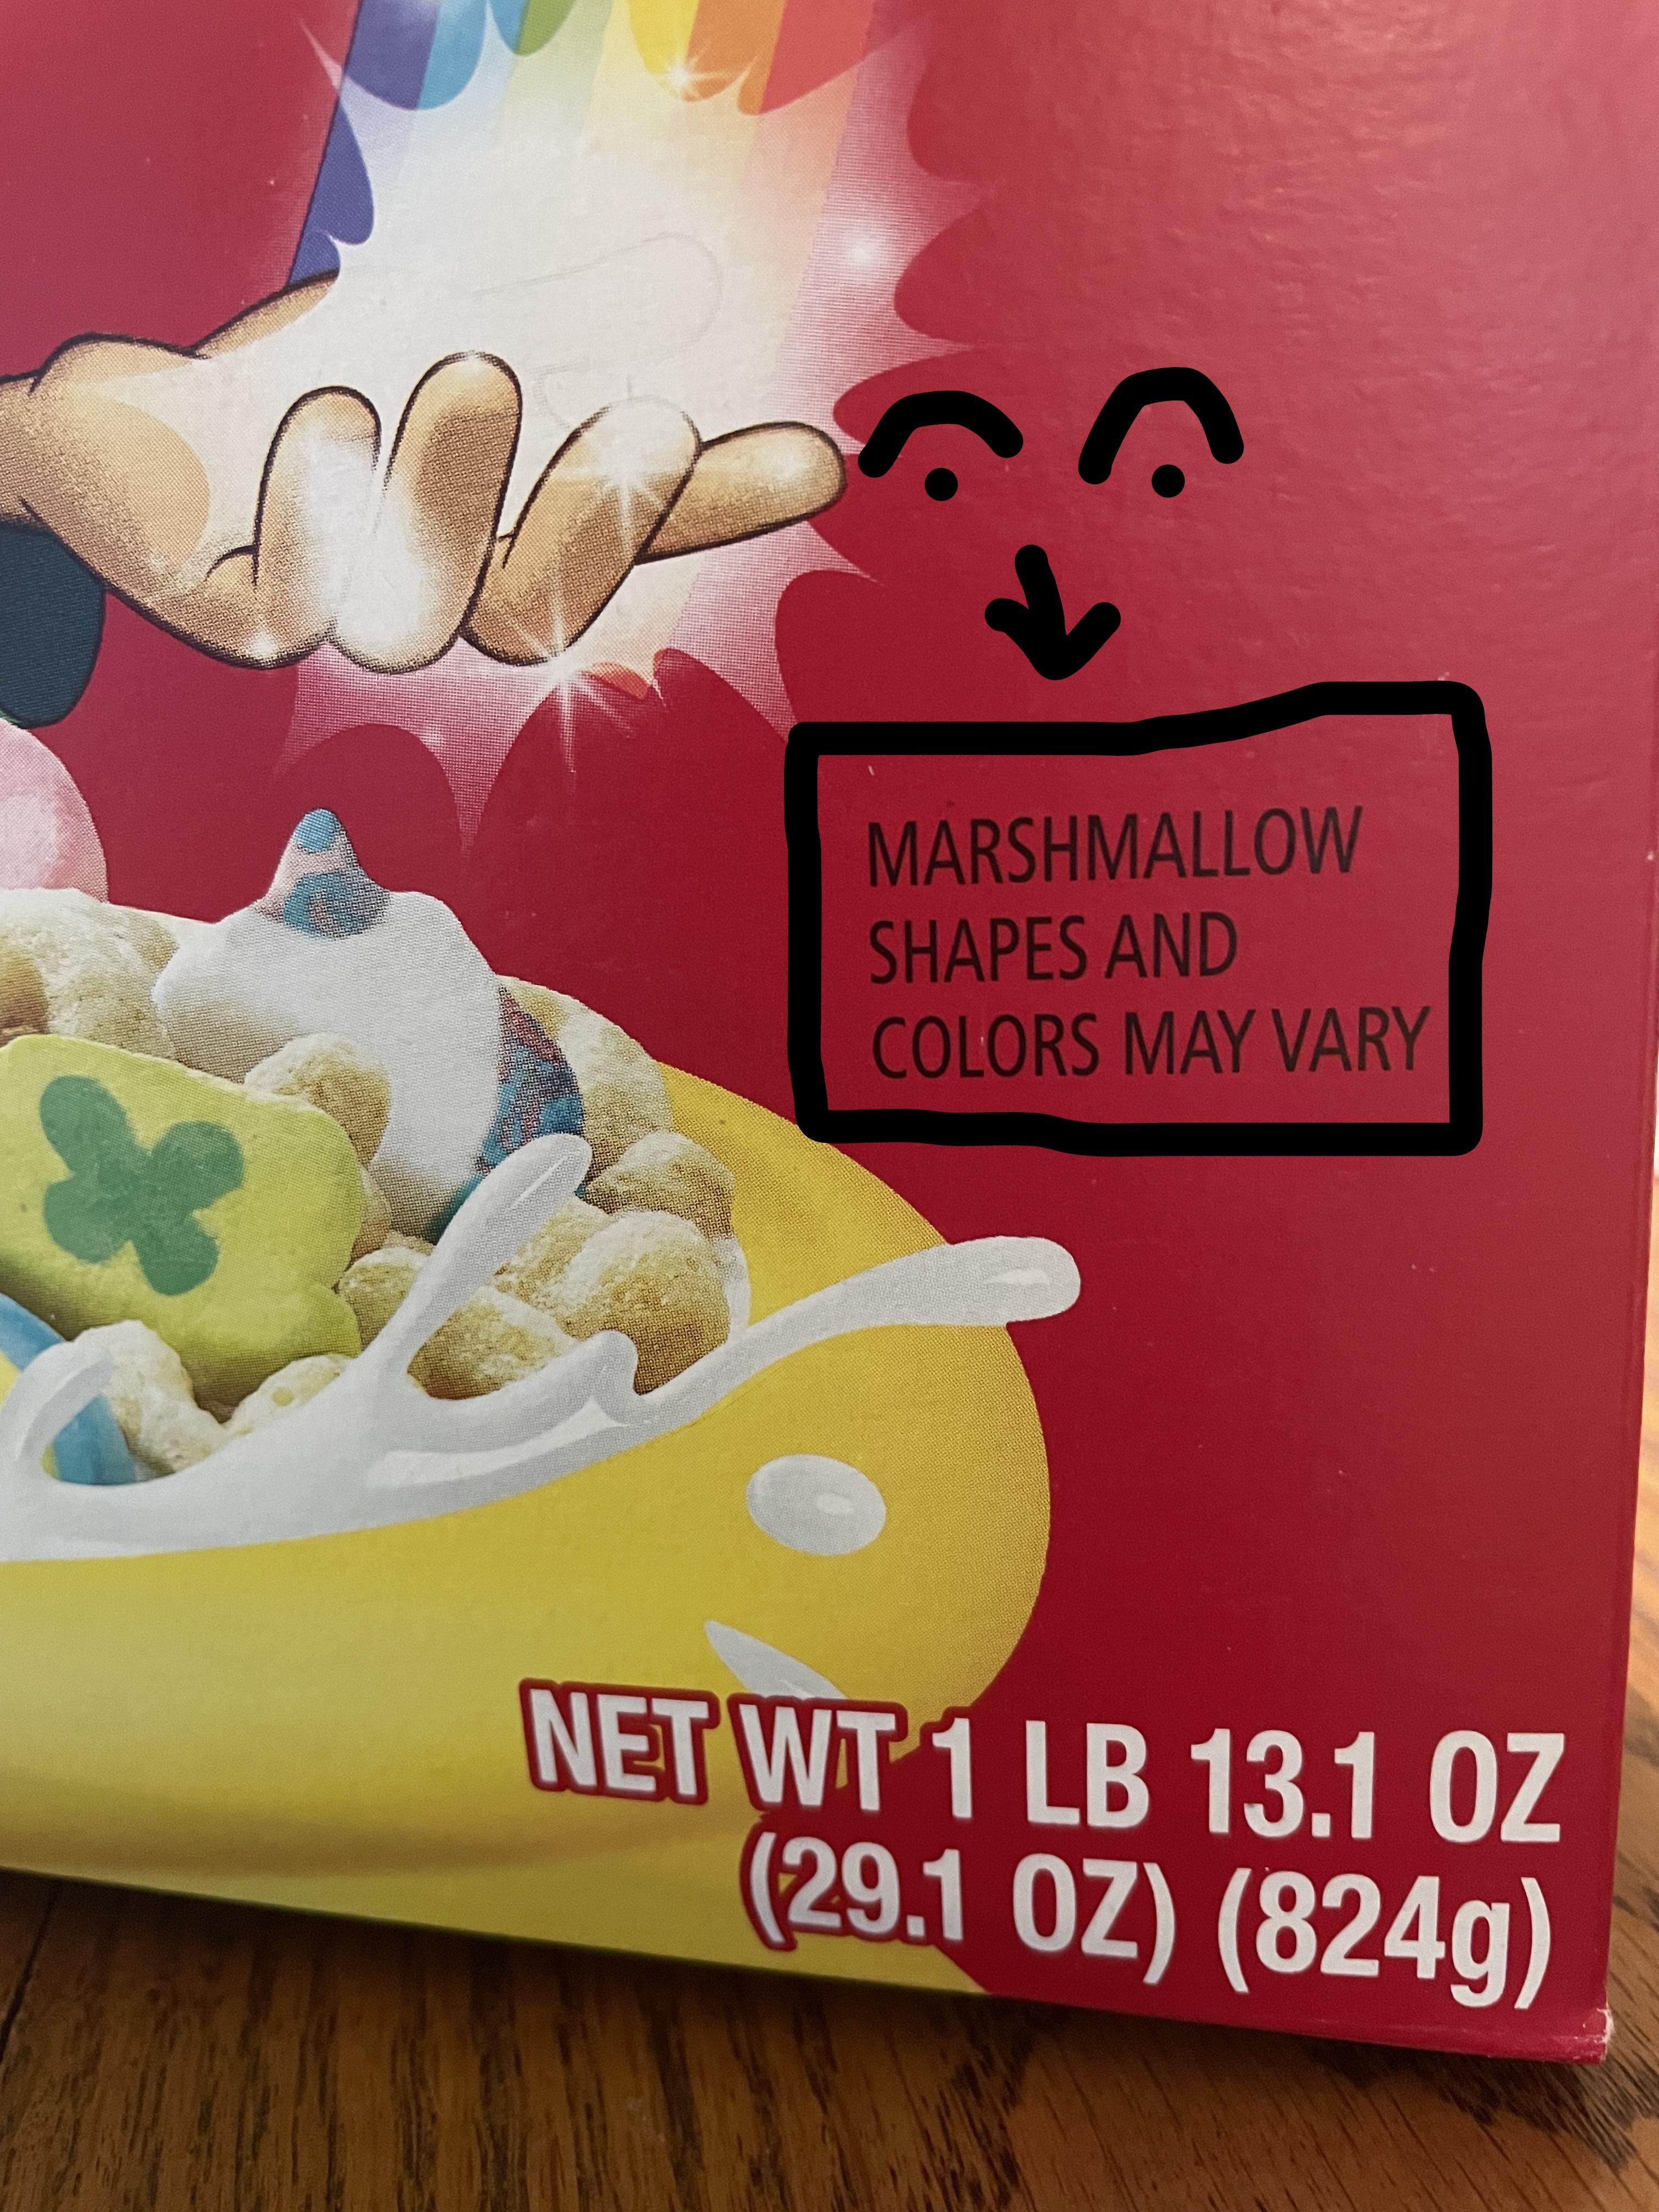 MARSHMALLOW
SHAPES AND
COLORS MAY VARY
NET WT 1 LB 13.1 OZ
(29.1 OZ) (824g)